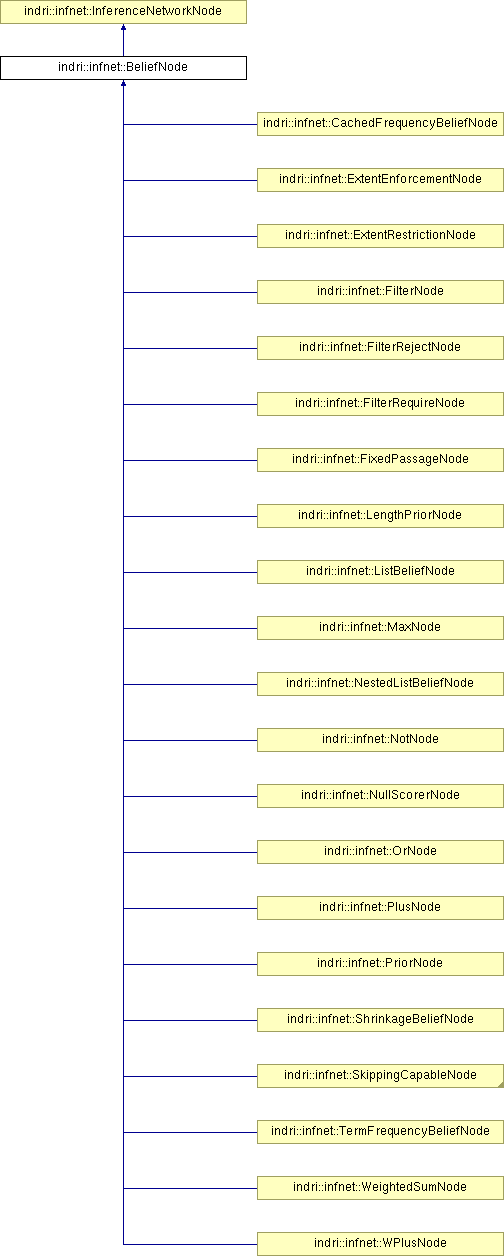 indri::infnet::InferenceNetworkNode
indri::infnet::BeliefNode
indri::infnet::CachedFrequencyBeliefNode
indri::infnet::ExtentEnforcementNode
indri::infnet::ExtentRestrictionNode
indri::infnet::FilterNode
indri::infnet::FilterRejectNode
indri::infnet::FilterRequireNode
indri::infnet::FixedPassageNode
indri::infnet::LengthPriorNode
indri::infnet::ListBeliefNode
indri::infnet::MaxNode
indri::infnet::NestedListBeliefNode
indri::infnet::NotNode
indri::infnet::NullScorerNode
indri::infnet::OrNode
indri::infnet::PlusNode
indri::infnet::PriorNode
indri::infnet::ShrinkageBeliefNode
indri::infnet::SkippingCapableNode
indri::infnet::TermFrequencyBeliefNode
indri::infnet::WeightedSumNode
indri::infnet::WPlusNode